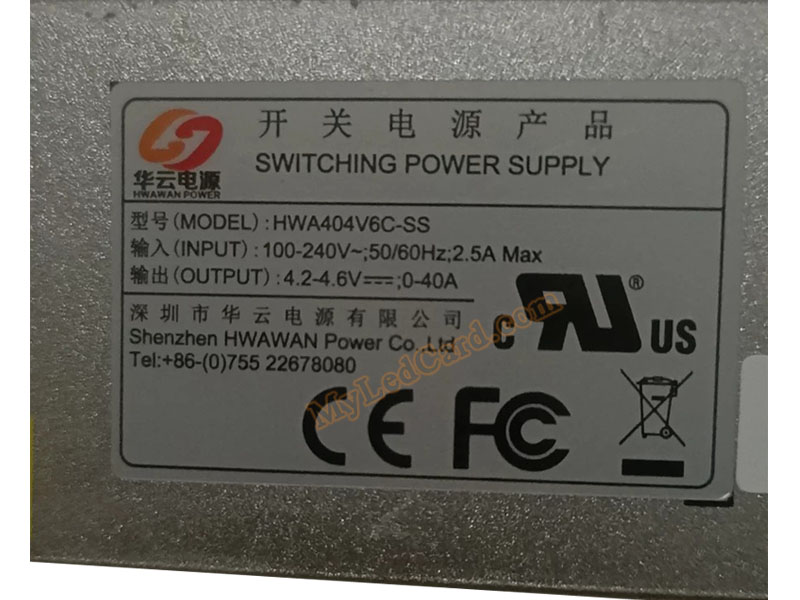 开关电源产品
SWITCHING POWER SUPPLY
华云电源
HWAWAN POWER
型号(MODEL):HWA404V6C-SS
输入(INPUT):100-240V~;50/60Hz;2.5A Max
输出(OUTPUT):4.2-4.6V⎓;0-40A
深圳市华云电源有限公司
Shenzhen HWAWAN Power Co.,Ltd
Tel:+86-(0)755 22678080
c RU ® US
CE FC
MyLedCard.com